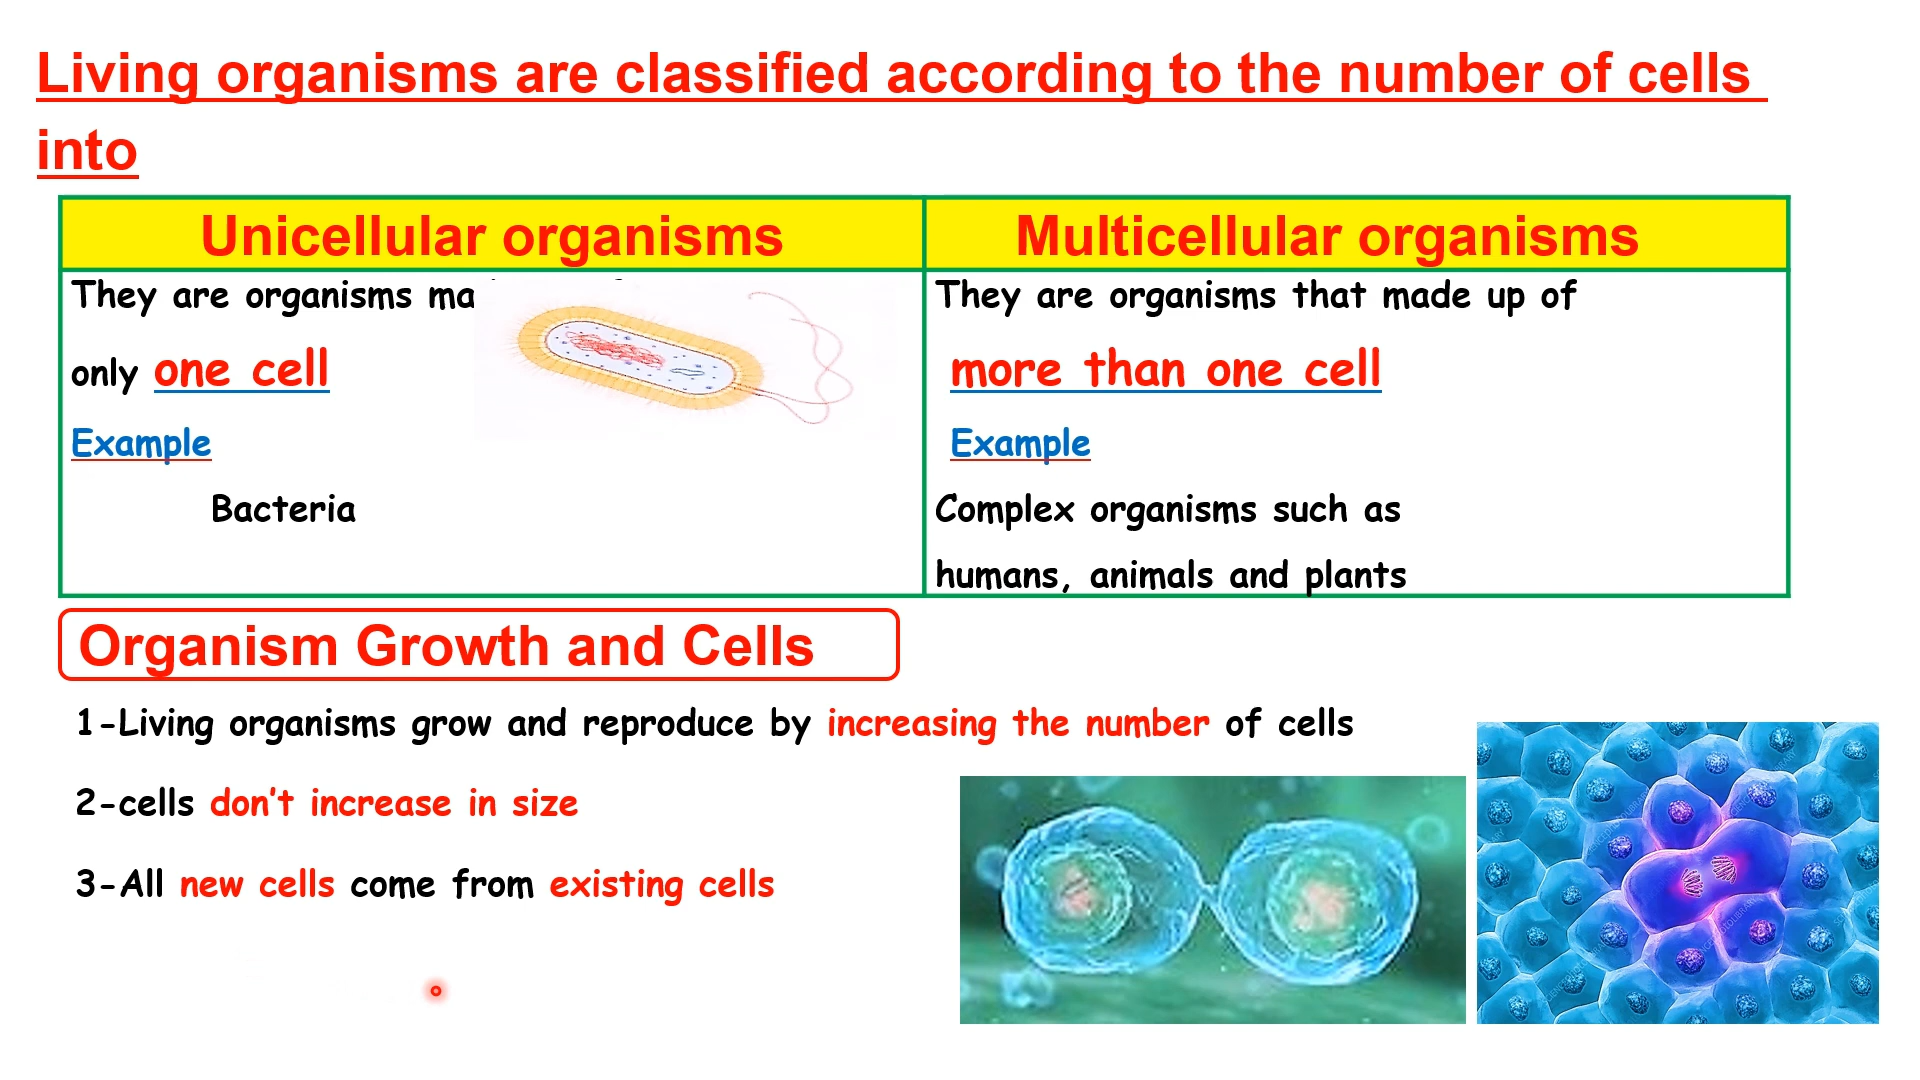 Living organisms are classified according to the number of cells
into
Unicellular organisms
Multicellular organisms
They are organisms
only one cell
Example
Bacteria
They are organisms that made up of
more than one cell
Example
Complex organisms such as
humans, animals and plants
Organism Growth and Cells
1-Living organisms grow and reproduce by increasing the number of cells
2-cells don't increase in size
3-All new cells come from existing cells